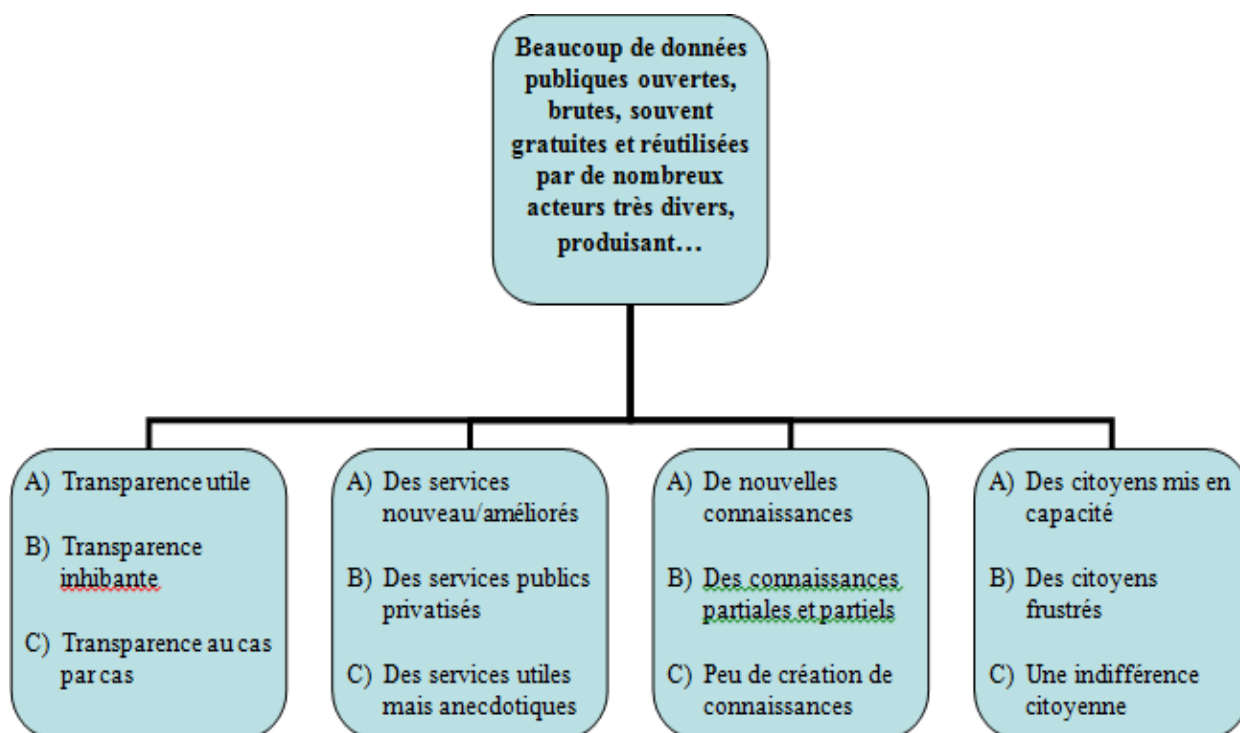 Beaucoup de données
publiques ouvertes,
brutes, souvent
gratuites et réutilisées
par de nombreux
acteurs très divers,
produisant…
A) Transparence utile
B) Transparence
inhibante
C) Transparence au cas
par cas
A) Des services
nouveau/améliorés
B) Des services publics
privatisés
C) Des services utiles
mais anecdotiques
A) De nouvelles
connaissances
B) Des connaissances
partiales et partiels
C) Peu de création de
connaissances
A) Des citoyens mis en
capacité
B) Des citoyens
frustrés
C) Une indifférence
citoyenne